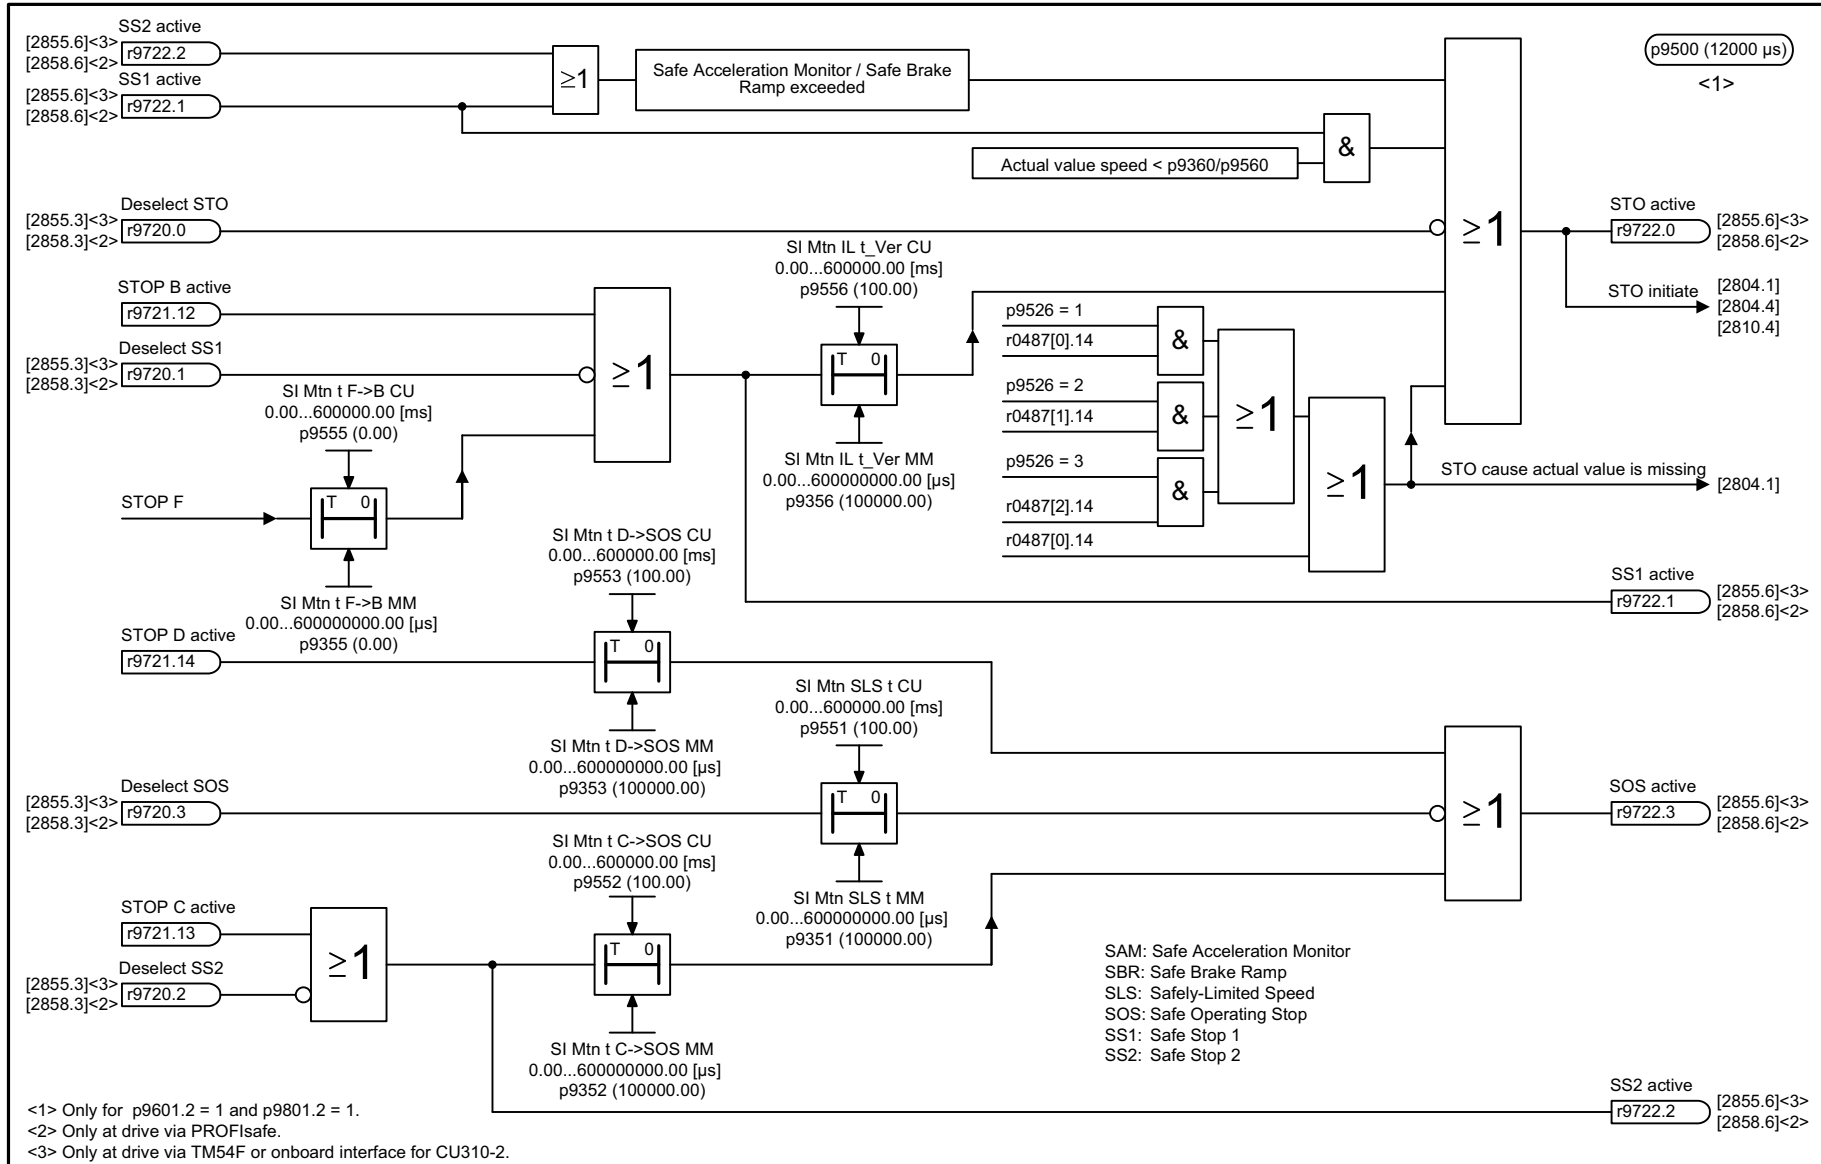 SS2 active
[2855.6]<3>
[2858.6]<2>
r9722.2
SS1 active
[2855.6]<3>
[2858.6]<2>
r9722.1
≥1
Safe Acceleration Monitor / Safe Brake
Ramp exceeded
p9500 (12000 µs)
<1>
&
Actual value speed < p9360/p9560
Deselect STO
[2855.3]<3>
[2858.3]<2>
r9720.0
≥1
STO active
r9722.0
[2855.6]<3>
[2858.6]<2>
STO initiate
[2804.1]
[2804.4]
[2810.4]
STOP B active
r9721.12
Deselect SS1
[2855.3]<3>
[2858.3]<2>
r9720.1
≥1
SI Mtn IL t_Ver CU
0.00...600000.00 [ms]
p9556 (100.00)
T 0
SI Mtn IL t_Ver MM
0.00...600000000.00 [µs]
p9356 (100000.00)
p9526 = 1
r0487[0].14
&
p9526 = 2
r0487[1].14
&
p9526 = 3
r0487[2].14
&
r0487[0].14
≥1
≥1
STO cause actual value is missing
[2804.1]
SI Mtn t F->B CU
0.00...600000.00 [ms]
p9555 (0.00)
STOP F
T 0
SI Mtn t F->B MM
0.00...600000000.00 [µs]
p9355 (0.00)
SS1 active
r9722.1
[2855.6]<3>
[2858.6]<2>
SI Mtn t D->SOS CU
0.00...600000.00 [ms]
p9553 (100.00)
STOP D active
r9721.14
T 0
SI Mtn t D->SOS MM
0.00...600000000.00 [µs]
p9353 (100000.00)
SI Mtn SLS t CU
0.00...600000.00 [ms]
p9551 (100.00)
Deselect SOS
[2855.3]<3>
[2858.3]<2>
r9720.3
T 0
SI Mtn SLS t MM
0.00...600000000.00 [µs]
p9351 (100000.00)
≥1
SOS active
r9722.3
[2855.6]<3>
[2858.6]<2>
SI Mtn t C->SOS CU
0.00...600000.00 [ms]
p9552 (100.00)
STOP C active
r9721.13
Deselect SS2
[2855.3]<3>
[2858.3]<2>
r9720.2
≥1
T 0
SI Mtn t C->SOS MM
0.00...600000000.00 [µs]
p9352 (100000.00)
SAM: Safe Acceleration Monitor
SBR: Safe Brake Ramp
SLS: Safely-Limited Speed
SOS: Safe Operating Stop
SS1: Safe Stop 1
SS2: Safe Stop 2
SS2 active
r9722.2
[2855.6]<3>
[2858.6]<2>
<1> Only for p9601.2 = 1 and p9801.2 = 1.
<2> Only at drive via PROFIsafe.
<3> Only at drive via TM54F or onboard interface for CU310-2.